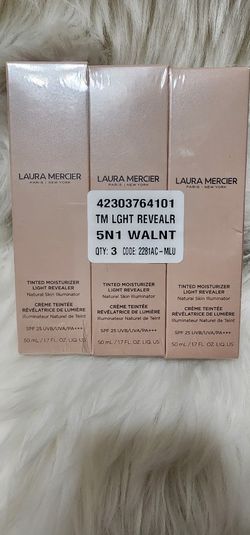 LAURA MERCIER
PARIS | NEW YORK
LAURA MERCIER
PARIS | NEW YORK
LAURA MERCIER
PARIS | NEW YORK
42303764101
TM LGHT REVEALR
5N1 WALNT
QTY: 3 CODE: 2281AC-MLU
TINTED MOISTURIZER
LIGHT REVEALER
Natural Skin Illuminator
CRÈME TEINTÉE
RÉVÉLATRICE DE LUMIÈRE
Illuminateur Naturel de Teint
SPF 25 UVB/UVA/PA+++
50 mL / 1.7 FL. OZ. LIQ. US
TINTED MOISTURIZER
LIGHT REVEALER
Natural Skin Illuminator
CRÈME TEINTÉE
RÉVÉLATRICE DE LUMIÈRE
Illuminateur Naturel de Teint
SPF 25 UVB/UVA/PA+++
50 mL / 1.7 FL. OZ. LIQ. US
TINTED MOISTURIZER
LIGHT REVEALER
Natural Skin Illuminator
CRÈME TEINTÉE
RÉVÉLATRICE DE LUMIÈRE
Illuminateur Naturel de Teint
SPF 25 UVB/UVA/PA+++
50 mL / 1.7 FL. OZ. LIQ. US